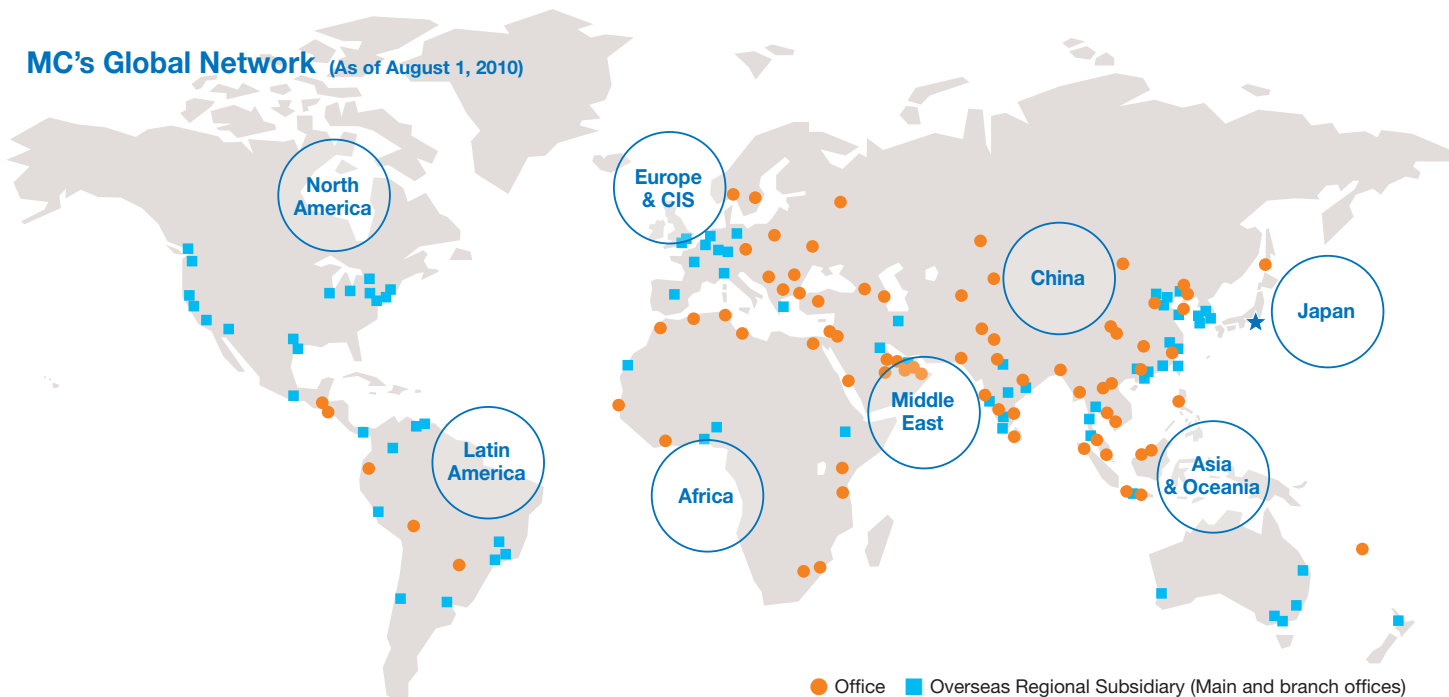 MC’s Global Network (As of August 1, 2010)
North
America
Europe
& CIS
China
Japan
Middle
East
Latin
America
Africa
Asia
& Oceania
Office
Overseas Regional Subsidiary (Main and branch offices)